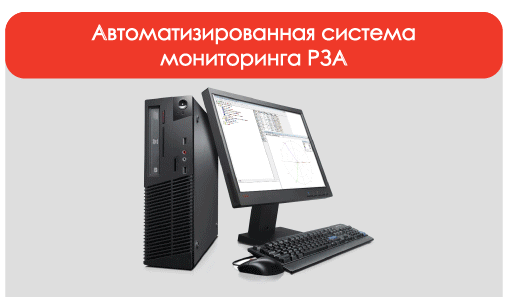 Автоматизированная система
мониторинга РЗА